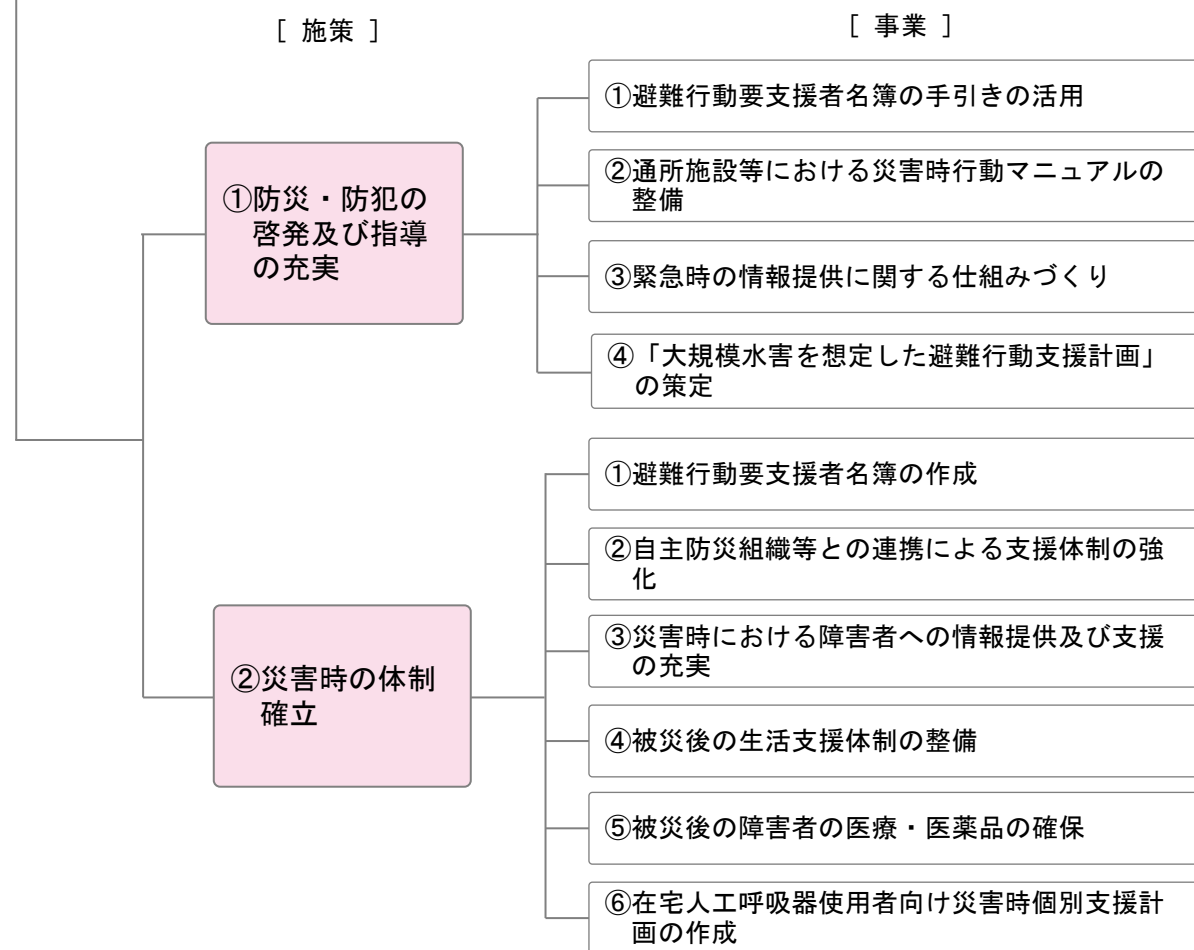 [ 施策 ]
[ 事業 ]
①防災・防犯の
啓発及び指導
の充実
①避難行動要支援者名簿の手引きの活用
②通所施設等における災害時行動マニュアルの
整備
③緊急時の情報提供に関する仕組みづくり
④「大規模水害を想定した避難行動支援計画」
の策定
②災害時の体制
確立
①避難行動要支援者名簿の作成
②自主防災組織等との連携による支援体制の強
化
③災害時における障害者への情報提供及び支援
の充実
④被災後の生活支援体制の整備
⑤被災後の障害者の医療・医薬品の確保
⑥在宅人工呼吸器使用者向け災害時個別支援計
画の作成